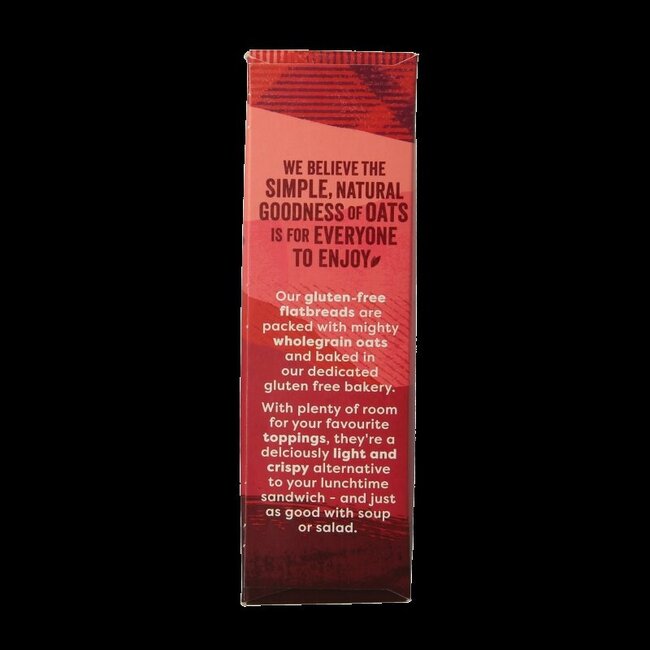 WE BELIEVE THE
SIMPLE, NATURAL
GOODNESS OF OATS
IS FOR EVERYONE
TO ENJOY
Our gluten-free
flatbreads are
packed with mighty
wholegrain oats
and baked in
our dedicated
gluten free bakery.
With plenty of room
for your favourite
toppings, they're a
delciously light and
crispy alternative
to your lunchtime
sandwich - and just
as good with soup
or salad.